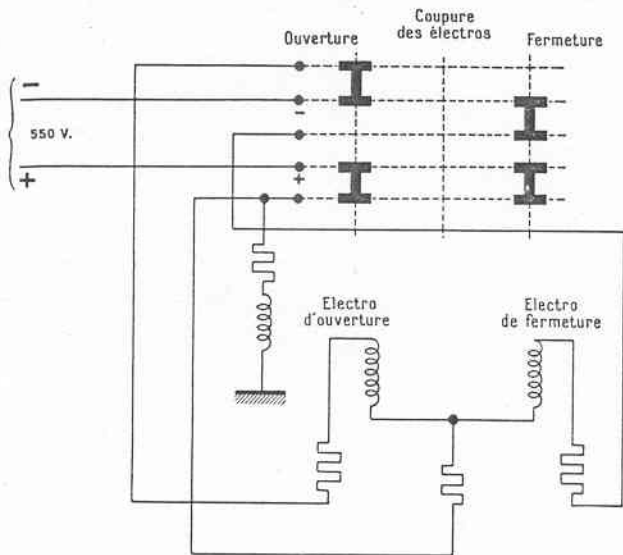 Coupure
des électros
Ouverture
Fermeture
−
−
550 V.
+
+
Electro
d'ouverture
Electro
de fermeture